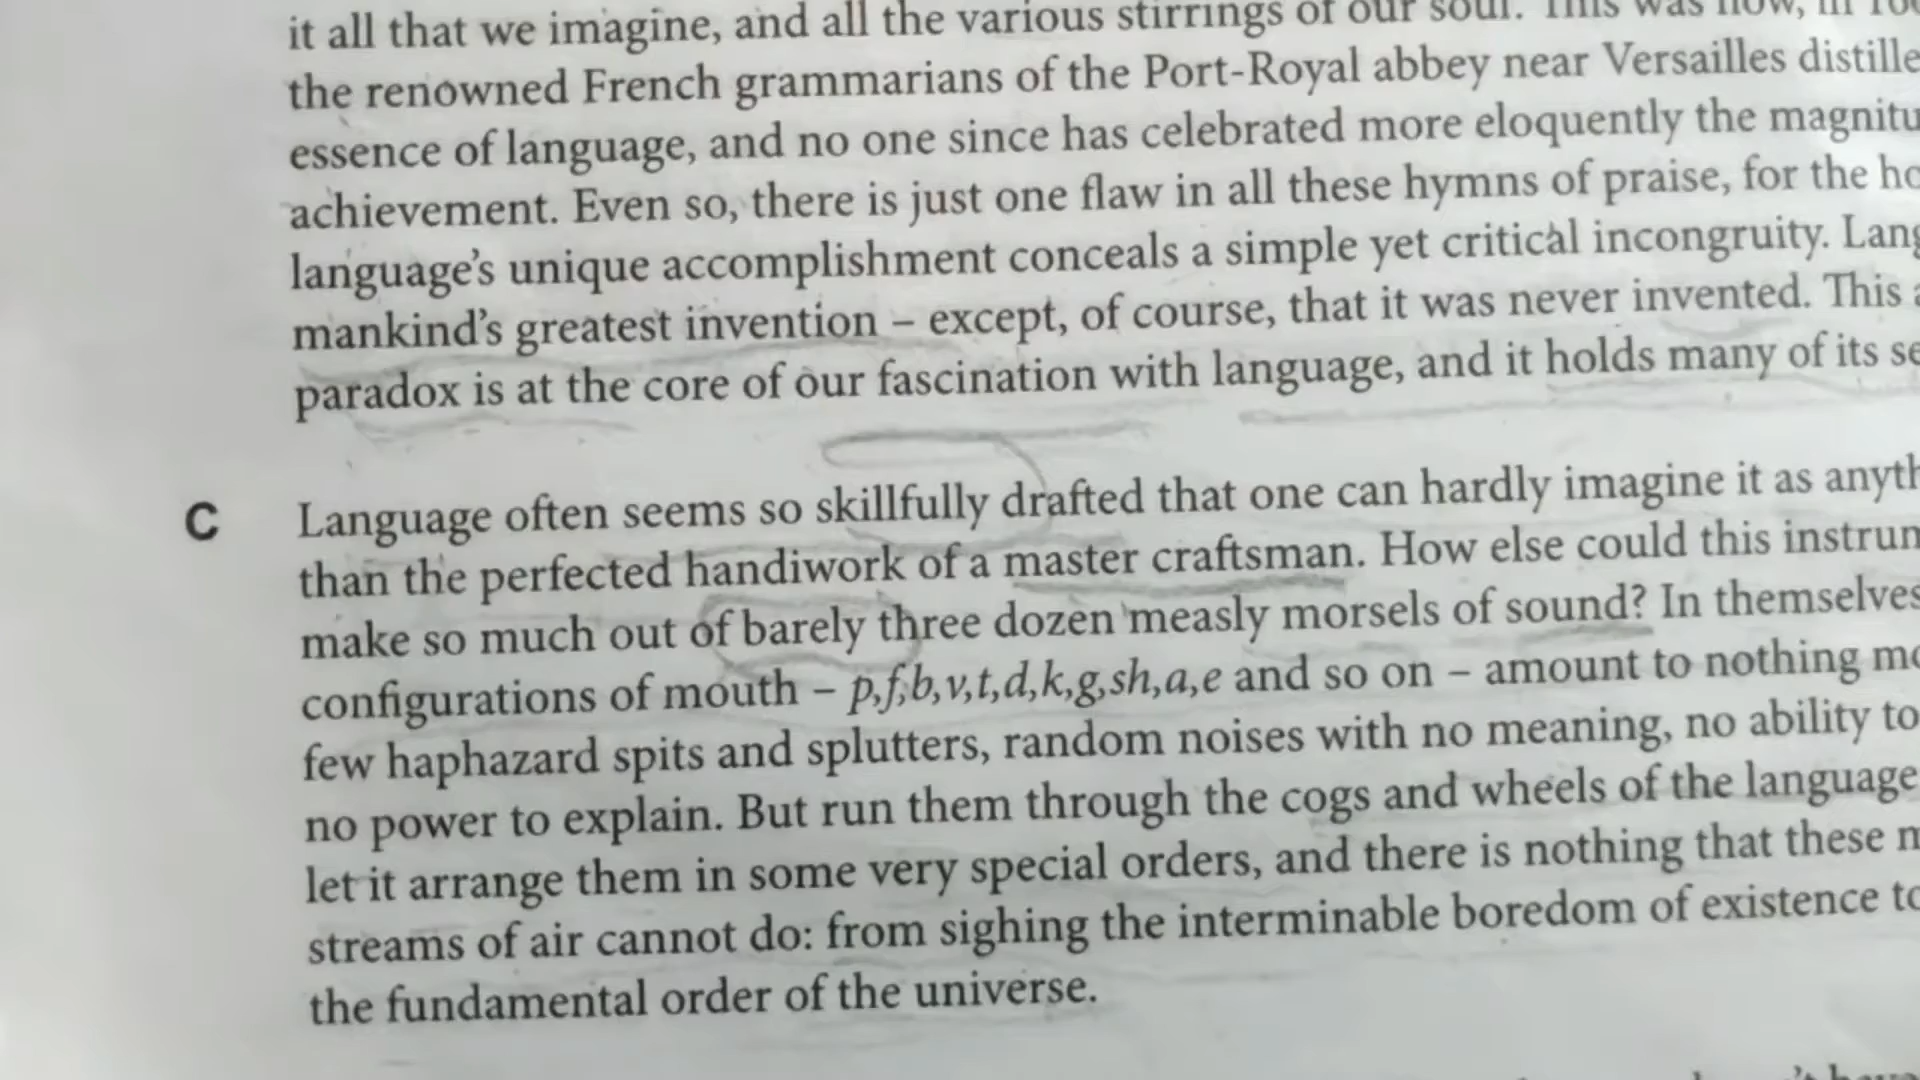 it all that we imagine, and all the various stirrings of our soul. This was how, in
the renowned French grammarians of the Port-Royal abbey near Versailles distille
essence of language, and no one since has celebrated more eloquently the magnitu
achievement. Even so, there is just one flaw in all these hymns of praise, for the ho
language's unique accomplishment conceals a simple yet critical incongruity. Lang
mankind's greatest invention – except, of course, that it was never invented. This a
paradox is at the core of our fascination with language, and it holds many of its se
C Language often seems so skillfully drafted that one can hardly imagine it as anyth
than the perfected handiwork of a master craftsman. How else could this instrum
make so much out of barely three dozen measly morsels of sound? In themselves
configurations of mouth – p,f,b,v,t,d,k,g,sh,a,e and so on – amount to nothing mo
few haphazard spits and splutters, random noises with no meaning, no ability to
no power to explain. But run them through the cogs and wheels of the language
let it arrange them in some very special orders, and there is nothing that these m
streams of air cannot do: from sighing the interminable boredom of existence to
the fundamental order of the universe.